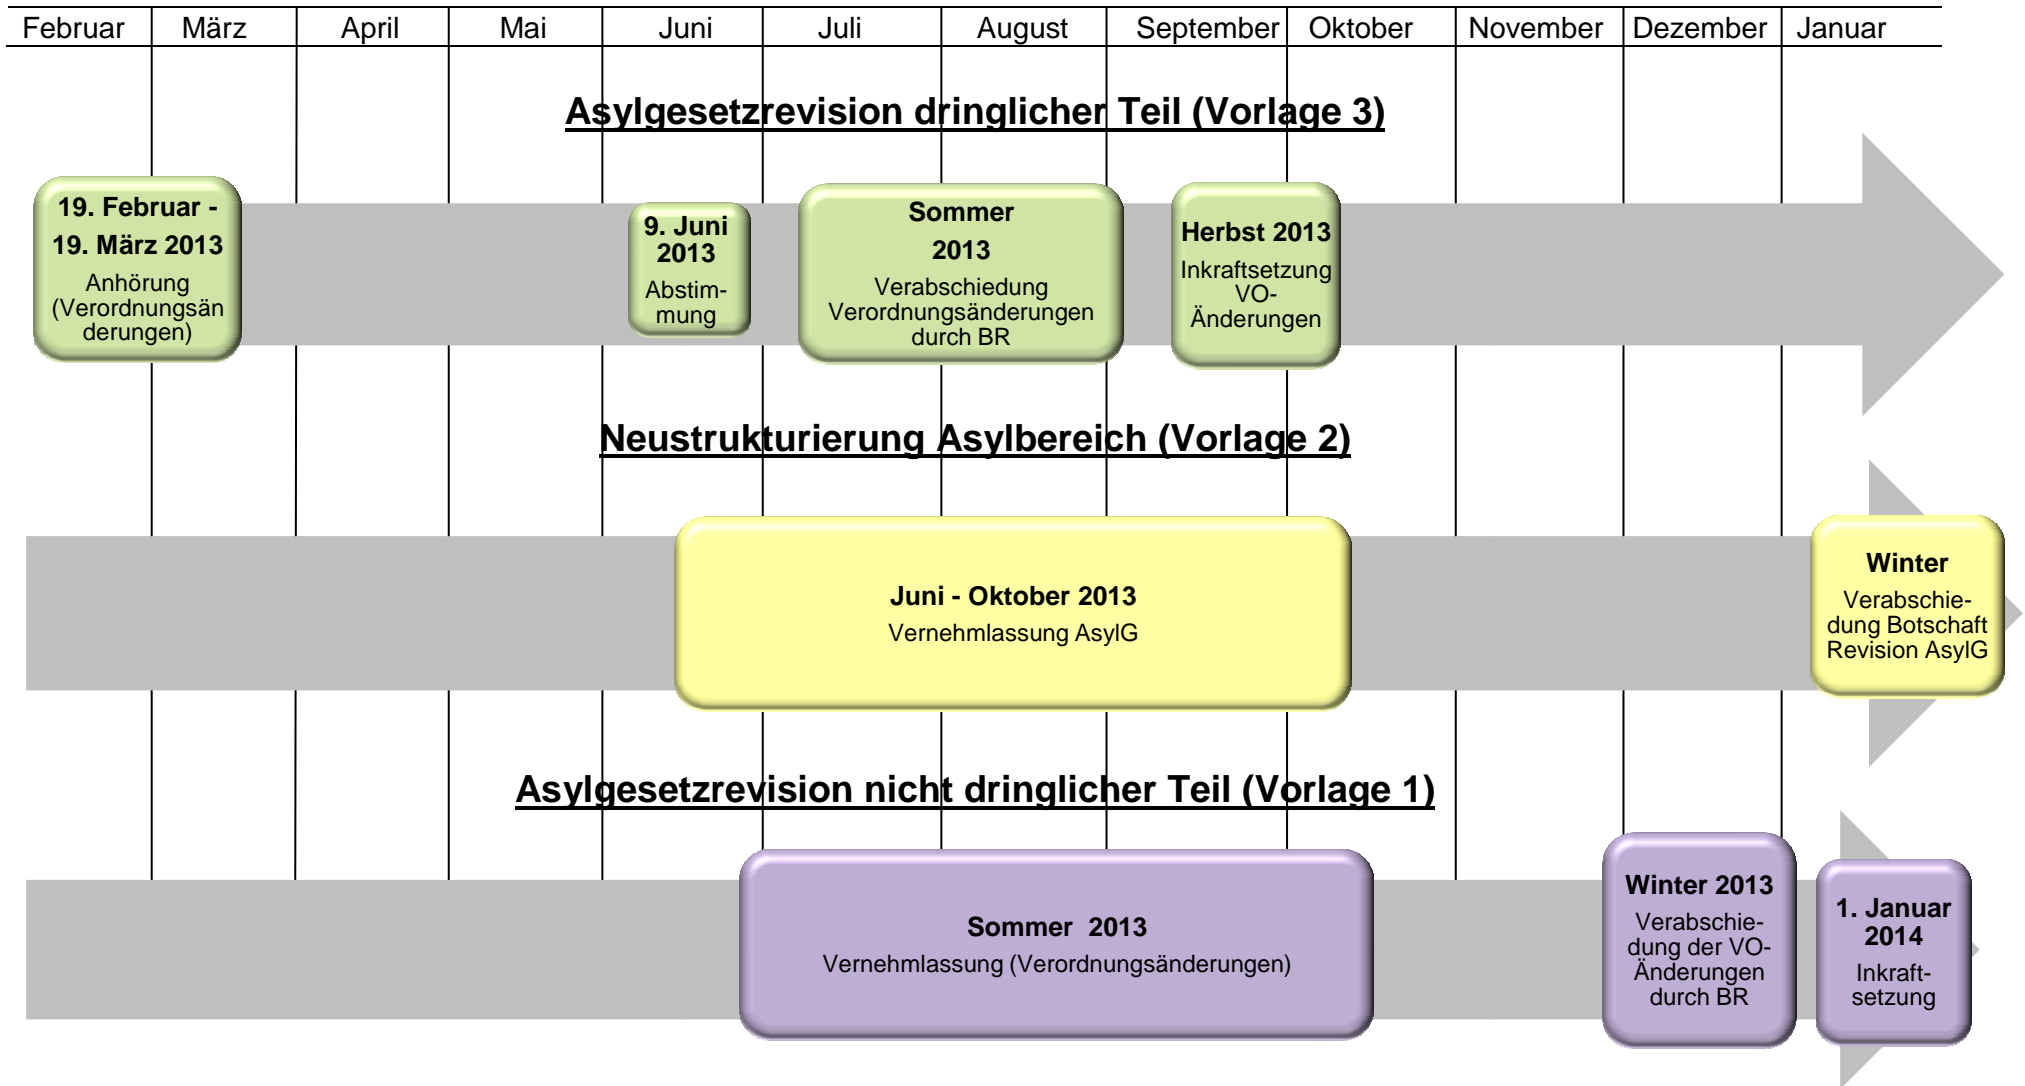 Februar März April Mai Juni Juli August September Oktober November Dezember Januar
Asylgesetzrevision dringlicher Teil (Vorlage 3)
19. Februar -
19. März 2013
Anhörung
(Verordnungsän
derungen)
9. Juni
2013
Abstim-
mung
Sommer
2013
Verabschiedung
Verordnungsänderungen
durch BR
Herbst 2013
Inkraftsetzung
VO-
Änderungen
Neustrukturierung Asylbereich (Vorlage 2)
Juni - Oktober 2013
Vernehmlassung AsylG
Winter
Verabschie-
dung Botschaft
Revision AsylG
Asylgesetzrevision nicht dringlicher Teil (Vorlage 1)
Sommer 2013
Vernehmlassung (Verordnungsänderungen)
Winter 2013
Verabschie-
dung der VO-
Änderungen
durch BR
1. Januar
2014
Inkraft-
setzung